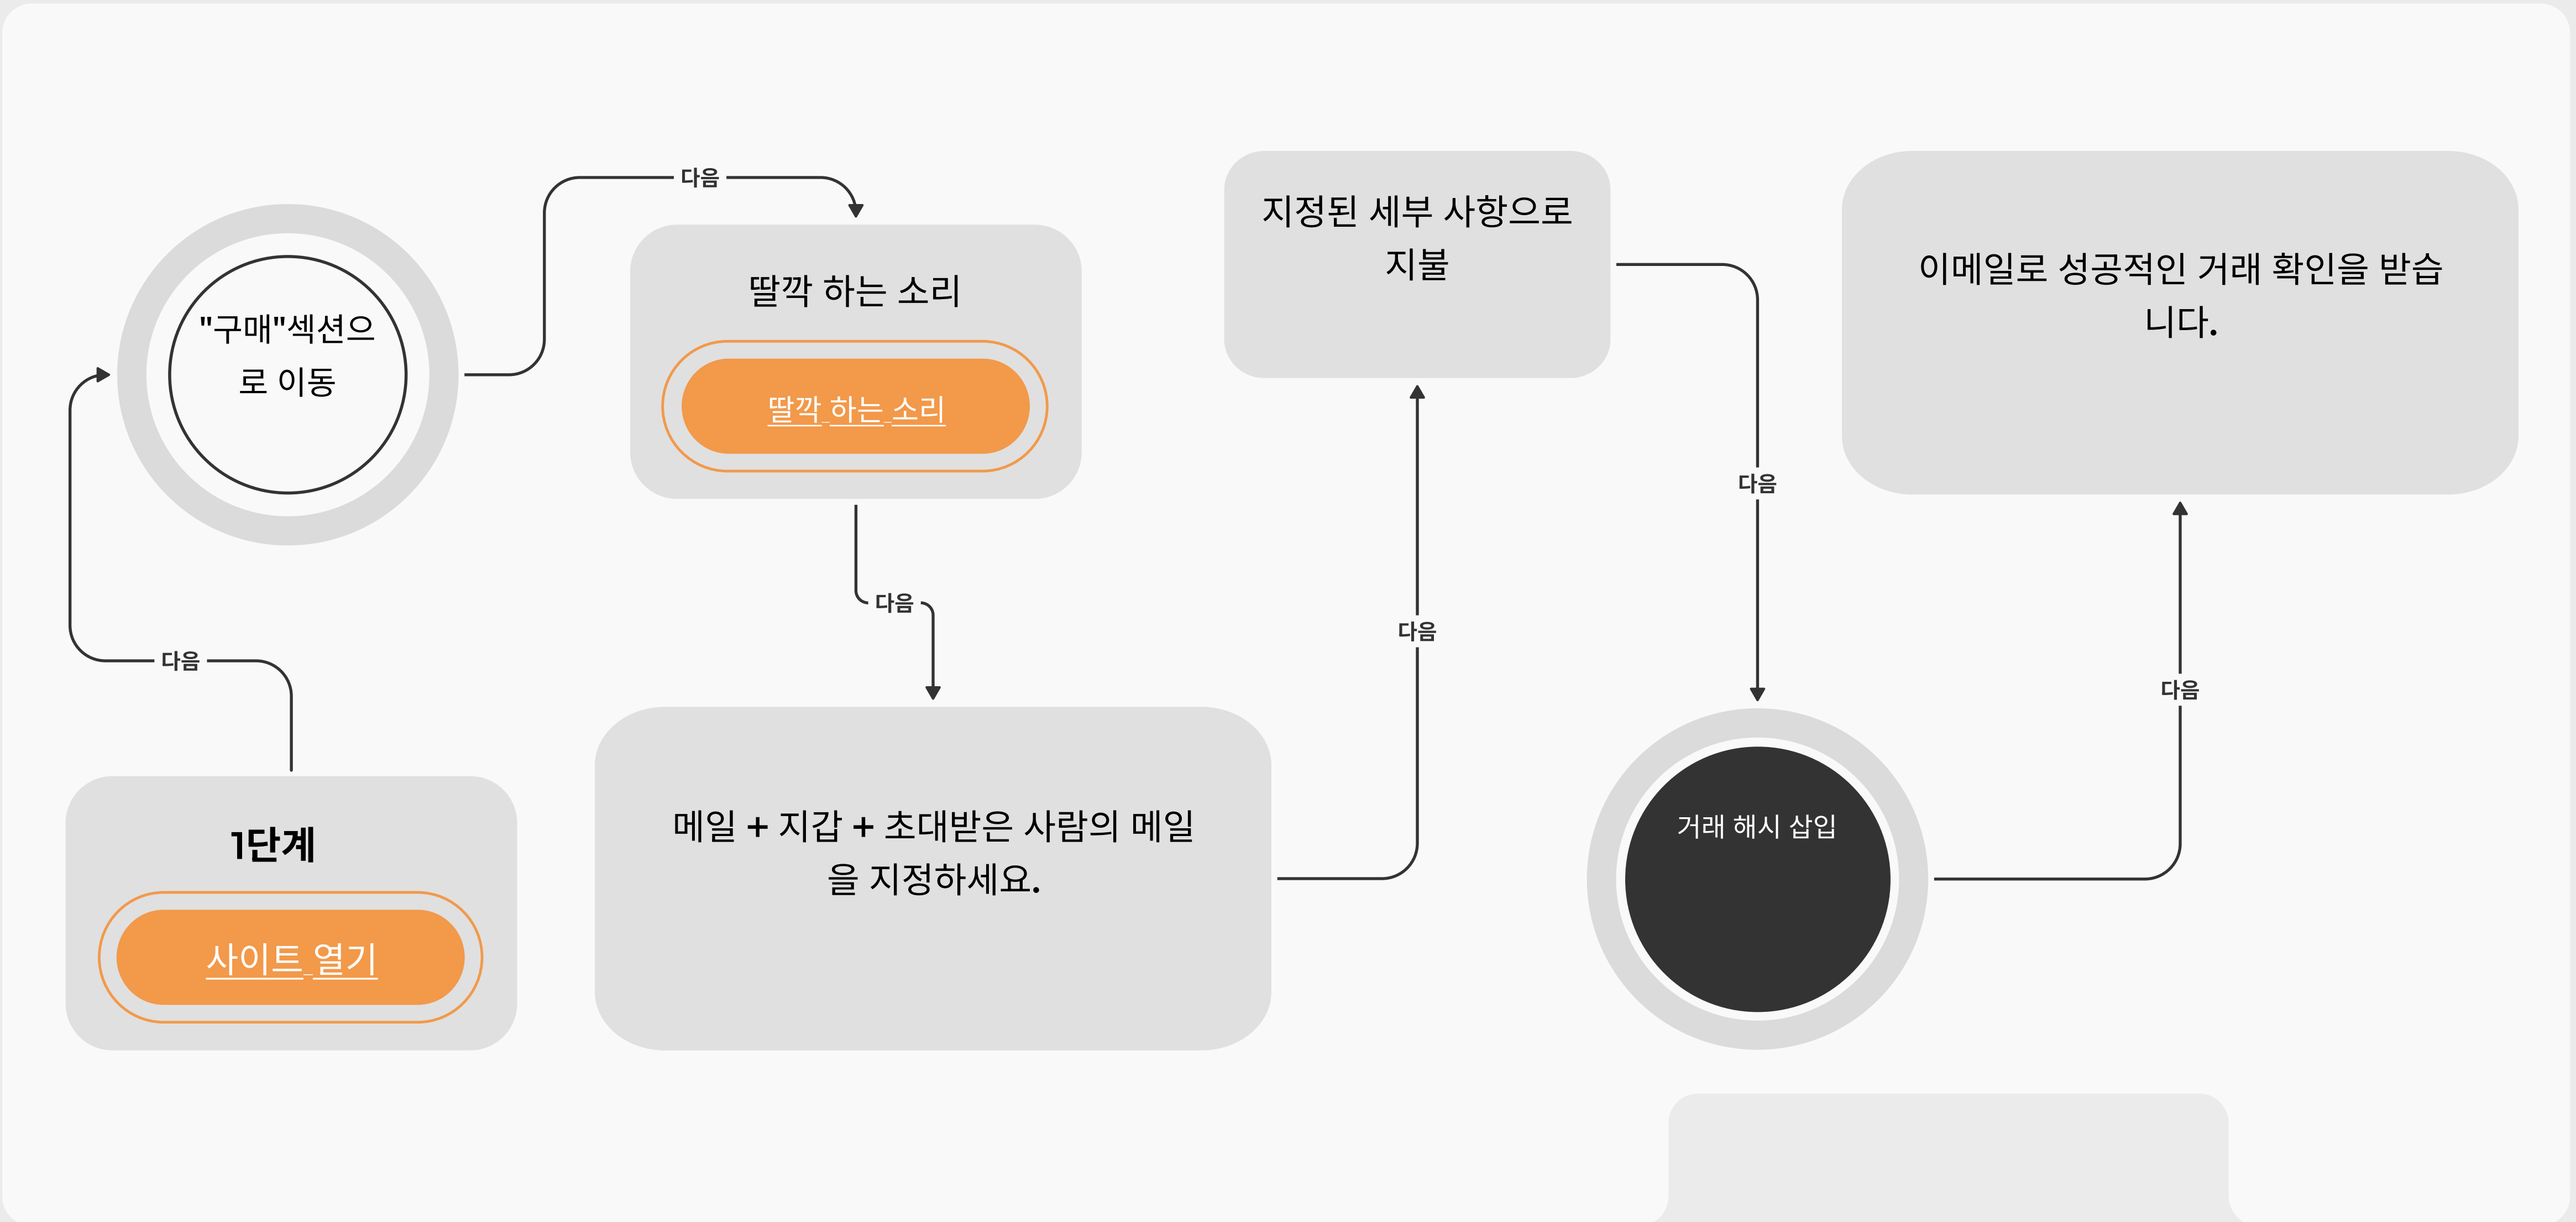 1단계
사이트 열기
다음
"구매"섹션으
로 이동
다음
딸깍 하는 소리
딸깍 하는 소리
다음
메일 + 지갑 + 초대받은 사람의 메일
을 지정하세요.
다음
지정된 세부 사항으로
지불
다음
거래 해시 삽입
다음
이메일로 성공적인 거래 확인을 받습
니다.